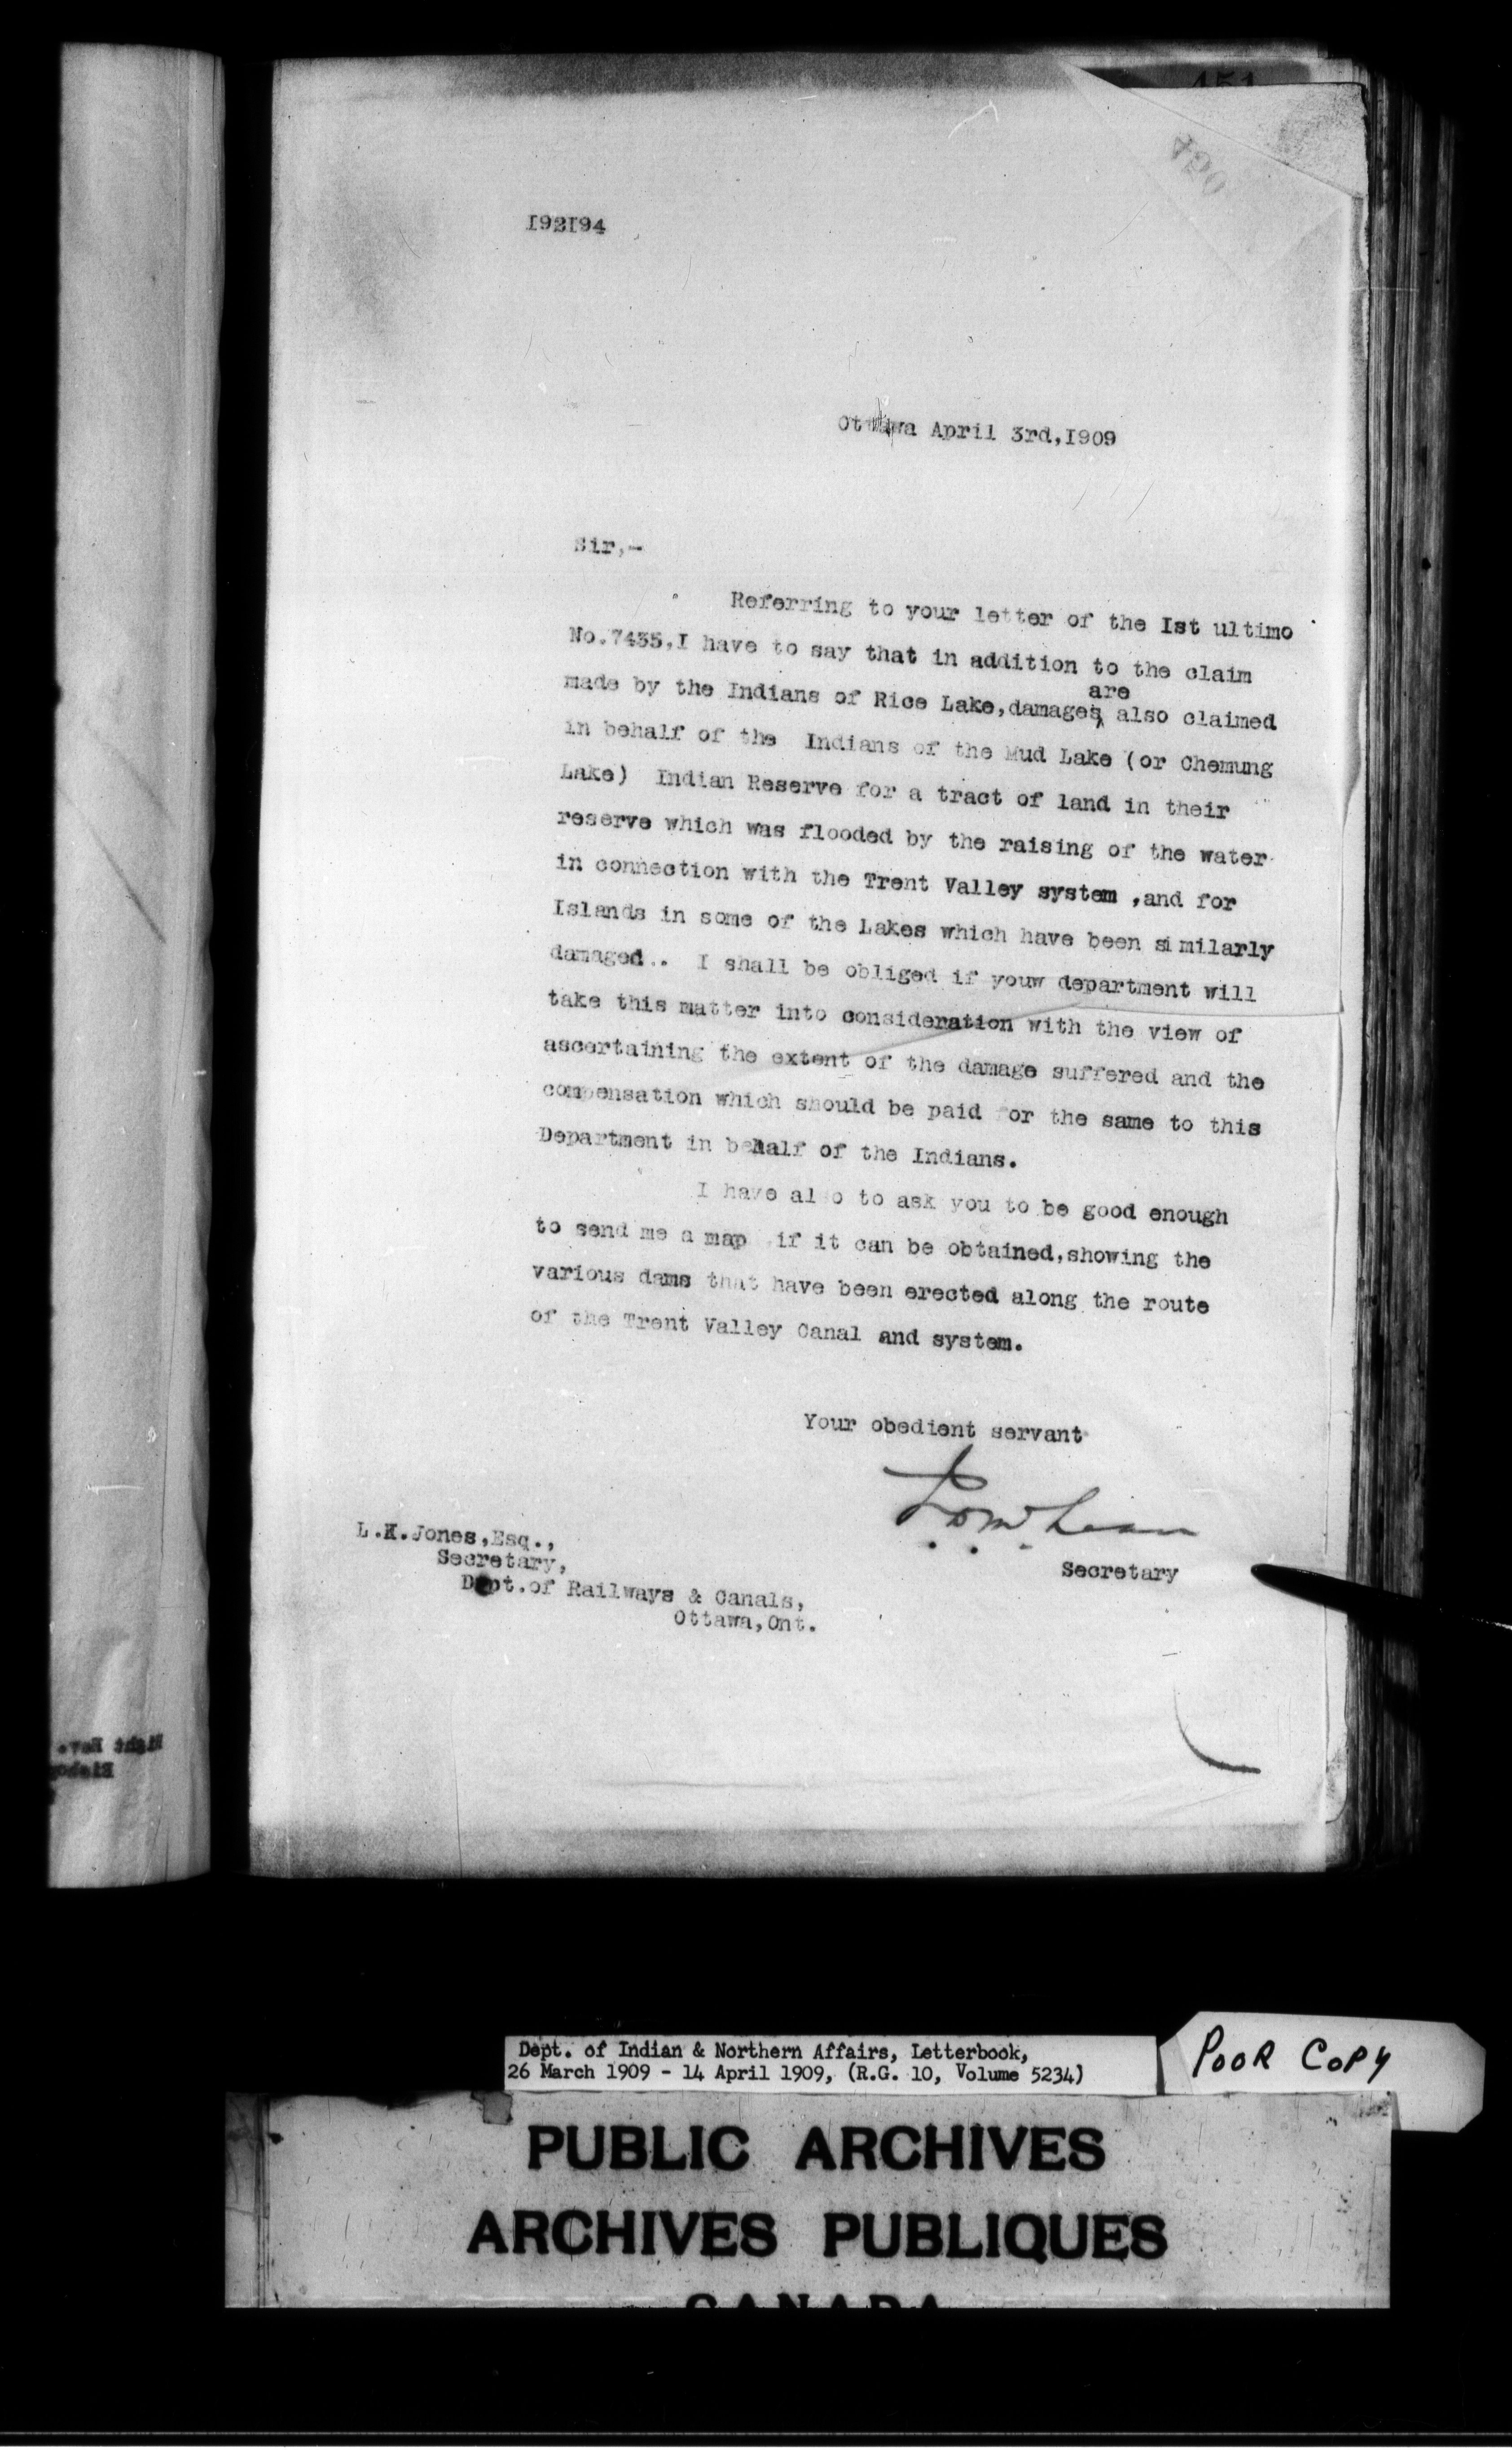 451
490
192194
Ottawa April 3rd,1909
Sir,-
Referring to your letter of the Ist ultimo
No.7435,I have to say that in addition to the claim
are
made by the Indians of Rice Lake,damages also claimed
in behalf of the Indians of the Mud Lake (or Chemung
Lake) Indian Reserve for a tract of land in their
reserve which was flooded by the raising of the water
in connection with the Trent Valley system ,and for
Islands in some of the Lakes which have been similarly
damaged.. I shall be obliged if youw department will
take this matter into consideration with the view of
ascertaining the extent of the damage suffered and the
compensation which should be paid for the same to this
Department in behalf of the Indians.
I have also to ask you to be good enough
to send me a map if it can be obtained,showing the
various dams that have been erected along the route
of the Trent Valley Canal and system.
Your obedient servant
Secretary
L.K.Jones,Esq.,
Secretary,
Dept.of Railways & Canals,
Ottawa,Ont.
Right Rev.
Bishop
Dept. of Indian & Northern Affairs, Letterbook,
26 March 1909 - 14 April 1909, (R.G. 10, Volume 5234)
POOR COPY
PUBLIC ARCHIVES
ARCHIVES PUBLIQUES
CANADA